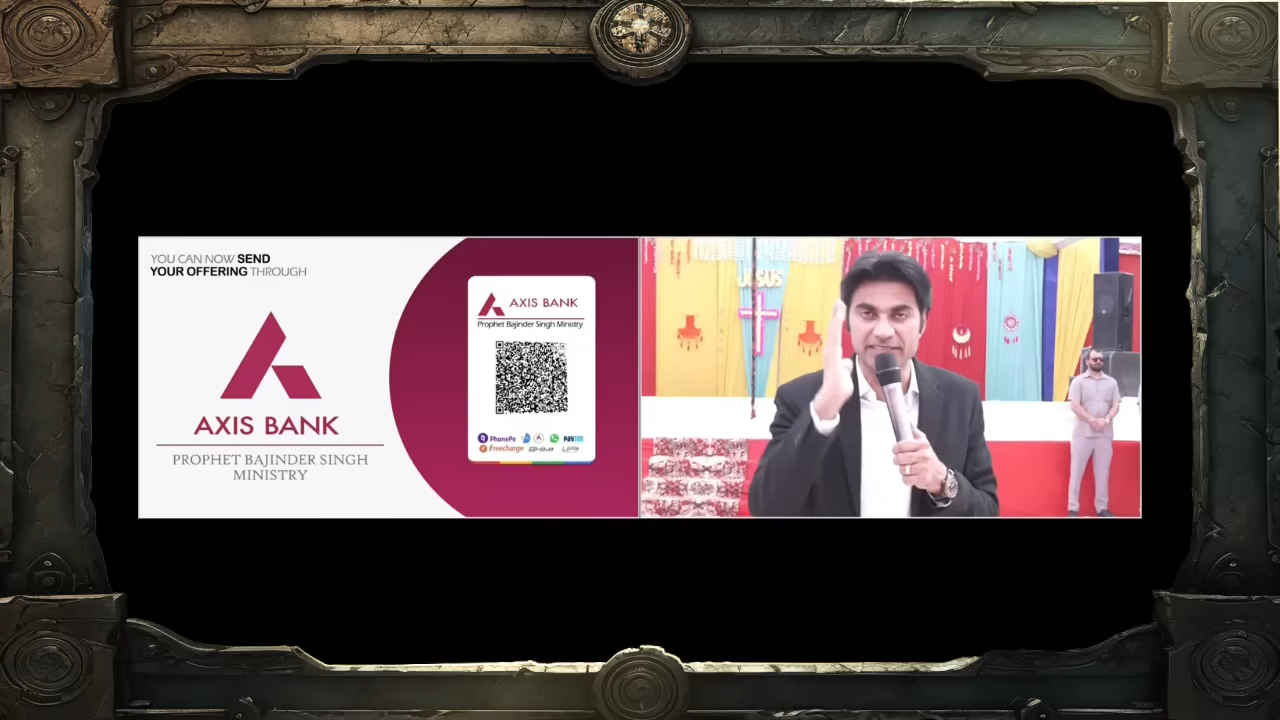 YOU CAN NOW SEND
YOUR OFFERING THROUGH
AXIS BANK
PROPHET BAJINDER SINGH
MINISTRY
AXIS BANK
Prophet Bajinder Singh Ministry
PhonePe
freecharge BHIM UPI
JESUS